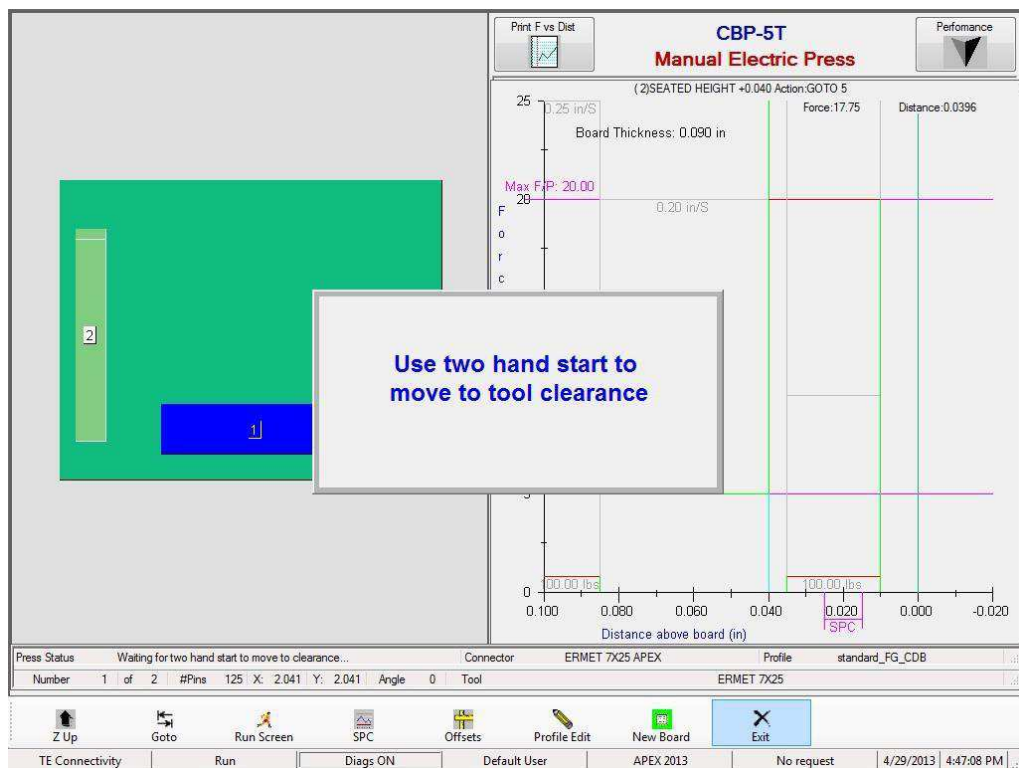 Print F vs Dist
CBP-5T
Manual Electric Press
Perfomance
(2)SEATED HEIGHT +0.040 Action:GOTO 5
25
0.25 in/S
Force:17.75
Distance:0.0396
Board Thickness: 0.090 in
Max F/P: 20.00
20
0.20 in/S
F
o
r
c
2
1
Use two hand start to
move to tool clearance
0
100.00 lbs
100.00 lbs
0.100 0.080 0.060 0.040 0.020 0.000 -0.020
SPC
Distance above board (in)
Press Status Waiting for two hand start to move to clearance... Connector ERMET 7X25 APEX Profile standard_FG_CDB
Number 1 of 2 #Pins 125 X: 2.041 Y: 2.041 Angle 0 Tool ERMET 7X25
Z Up Goto Run Screen SPC Offsets Profile Edit New Board Exit
TE Connectivity Run Diags ON Default User APEX 2013 No request 4/29/2013 4:47:08 PM